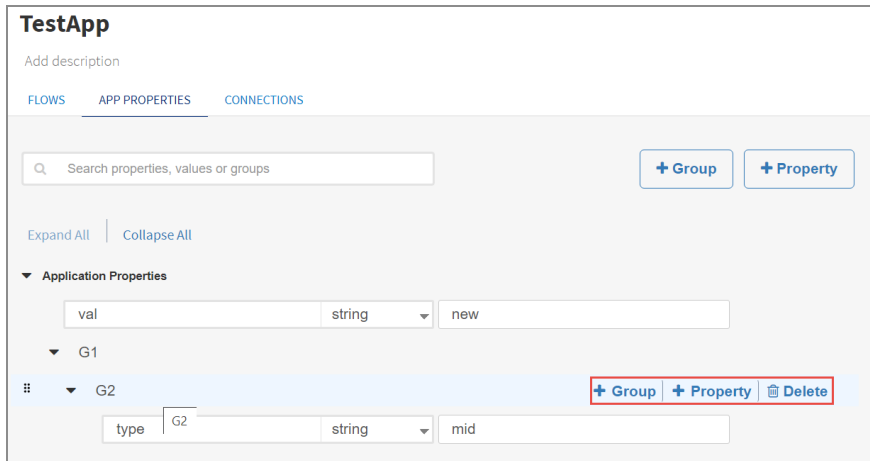 TestApp
Add description
FLOWS APP PROPERTIES CONNECTIONS
Search properties, values or groups + Group + Property
Expand All Collapse All
Application Properties
val string new
G1
G2 + Group + Property Delete
type G2 string mid